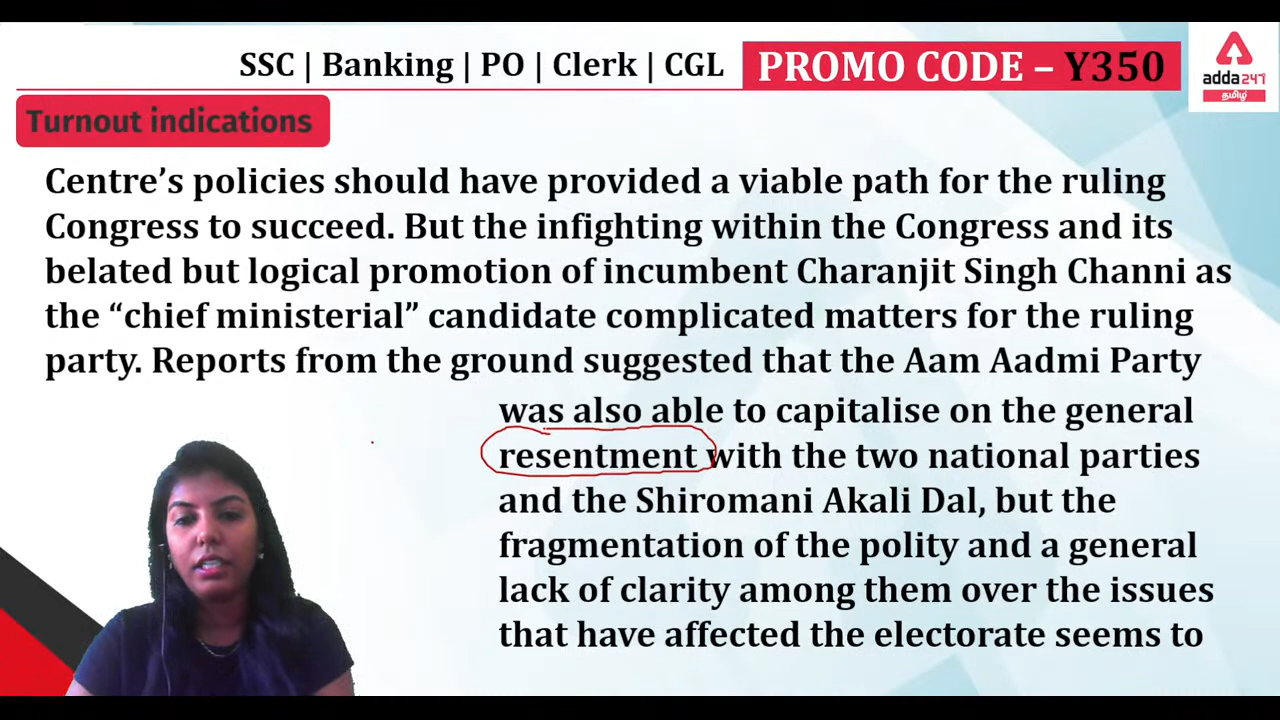 SSC | Banking | PO | Clerk | CGL PROMO CODE – Y350
adda247
தமிழ்
Turnout indications
Centre’s policies should have provided a viable path for the ruling
Congress to succeed. But the infighting within the Congress and its
belated but logical promotion of incumbent Charanjit Singh Channi as
the “chief ministerial” candidate complicated matters for the ruling
party. Reports from the ground suggested that the Aam Aadmi Party
was also able to capitalise on the general
resentment with the two national parties
and the Shiromani Akali Dal, but the
fragmentation of the polity and a general
lack of clarity among them over the issues
that have affected the electorate seems to